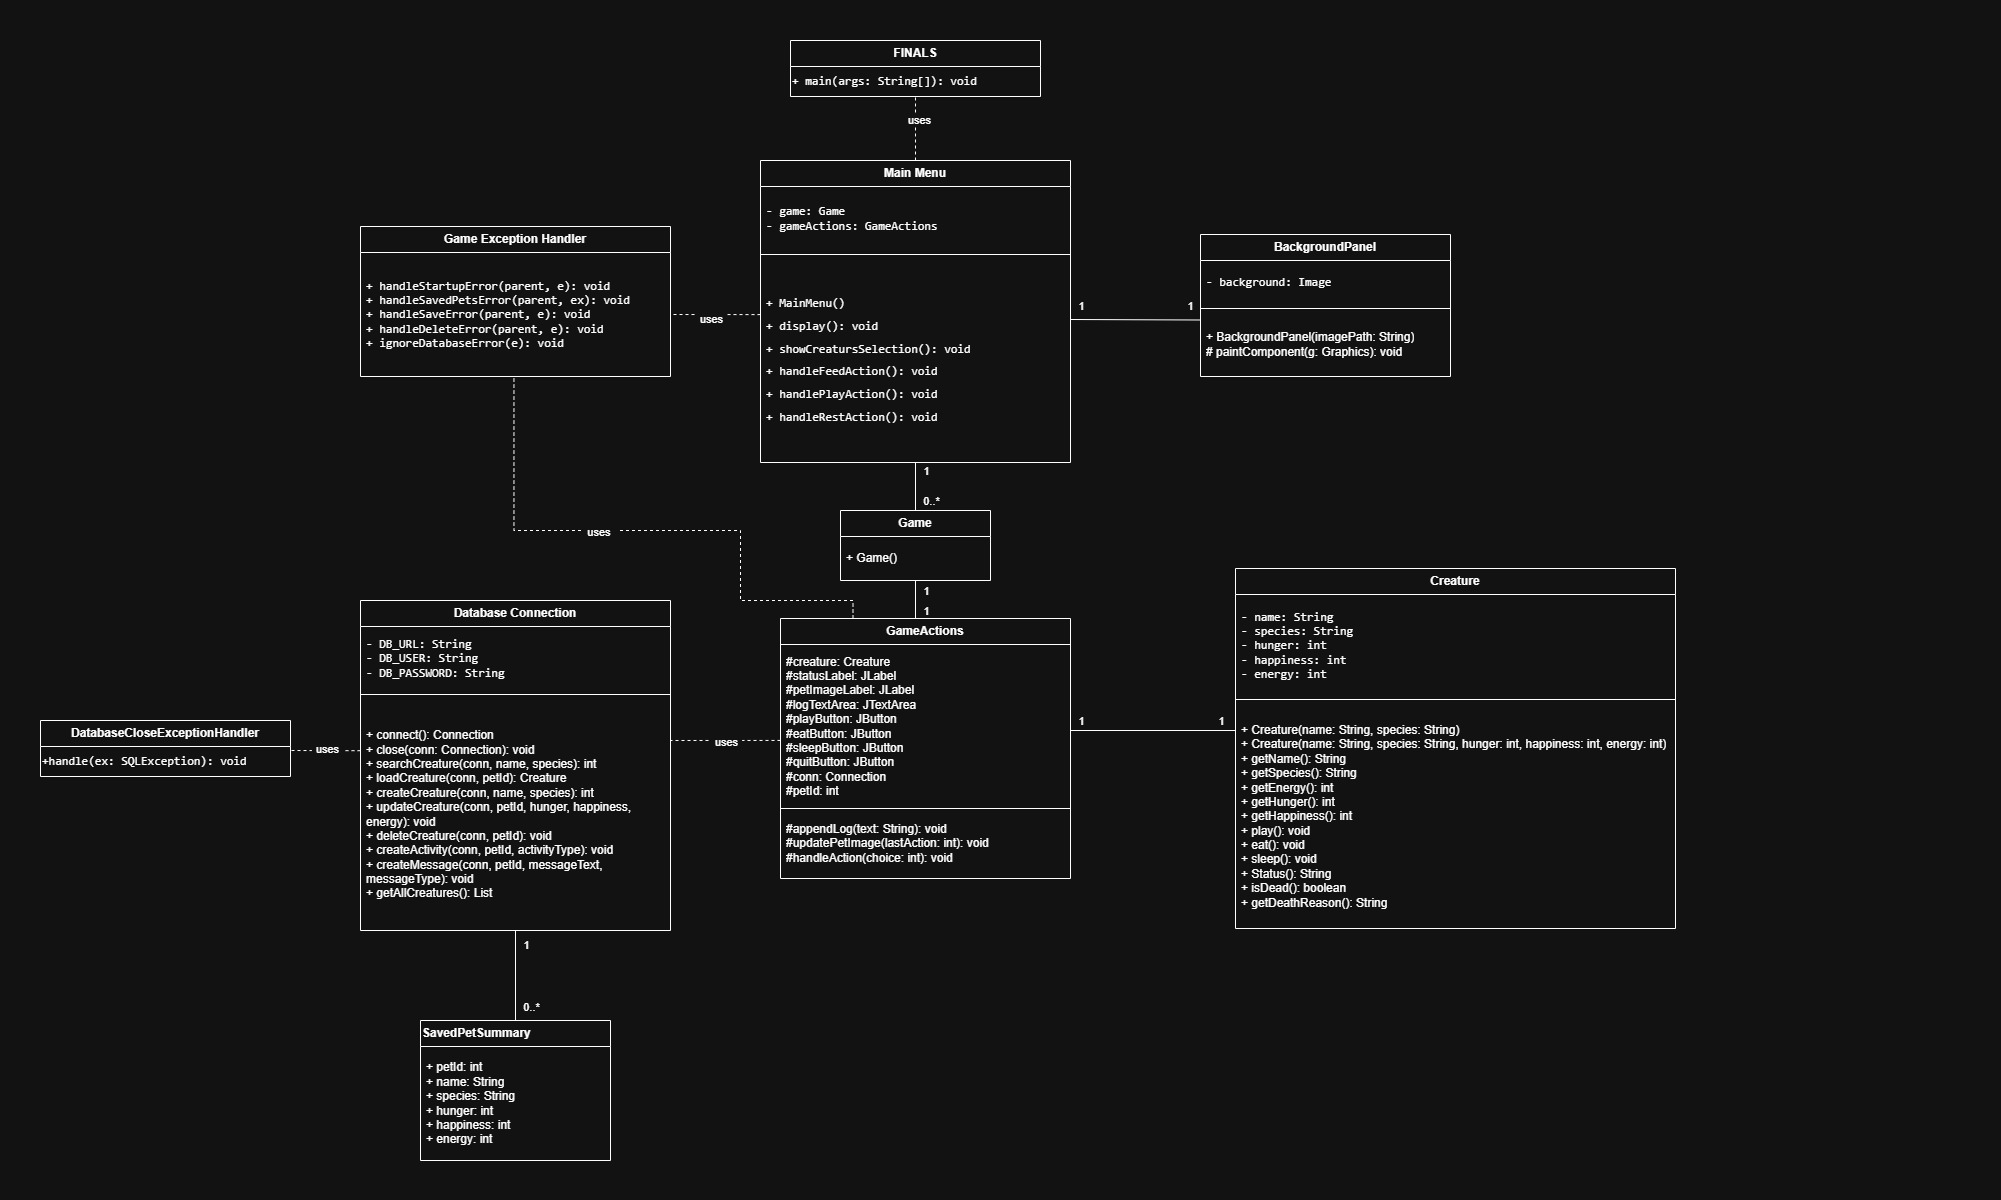 FINALS
+ main(args: String[]): void
uses
Main Menu
- game: Game
- gameActions: GameActions
+ MainMenu()
+ display(): void
+ showCreatursSelection(): void
+ handleFeedAction(): void
+ handlePlayAction(): void
+ handleRestAction(): void
Game Exception Handler
+ handleStartupError(parent, e): void
+ handleSavedPetsError(parent, ex): void
+ handleSaveError(parent, e): void
+ handleDeleteError(parent, e): void
+ ignoreDatabaseError(e): void
uses
BackgroundPanel
- background: Image
+ BackgroundPanel(imagePath: String)
# paintComponent(g: Graphics): void
1
1
1
0..*
Game
+ Game()
uses
1
1
Database Connection
- DB_URL: String
- DB_USER: String
- DB_PASSWORD: String
+ connect(): Connection
+ close(conn: Connection): void
+ searchCreature(conn, name, species): int
+ loadCreature(conn, petId): Creature
+ createCreature(conn, name, species): int
+ updateCreature(conn, petId, hunger, happiness,
energy): void
+ deleteCreature(conn, petId): void
+ createActivity(conn, petId, activityType): void
+ createMessage(conn, petId, messageText,
messageType): void
+ getAllCreatures(): List
DatabaseCloseExceptionHandler
+handle(ex: SQLException): void
uses
uses
GameActions
#creature: Creature
#statusLabel: JLabel
#petImageLabel: JLabel
#logTextArea: JTextArea
#playButton: JButton
#eatButton: JButton
#sleepButton: JButton
#quitButton: JButton
#conn: Connection
#petId: int
#appendLog(text: String): void
#updatePetImage(lastAction: int): void
#handleAction(choice: int): void
1
1
Creature
- name: String
- species: String
- hunger: int
- happiness: int
- energy: int
+ Creature(name: String, species: String)
+ Creature(name: String, species: String, hunger: int, happiness: int, energy: int)
+ getName(): String
+ getSpecies(): String
+ getEnergy(): int
+ getHunger(): int
+ getHappiness(): int
+ play(): void
+ eat(): void
+ sleep(): void
+ Status(): String
+ isDead(): boolean
+ getDeathReason(): String
1
0..*
SavedPetSummary
+ petId: int
+ name: String
+ species: String
+ hunger: int
+ happiness: int
+ energy: int